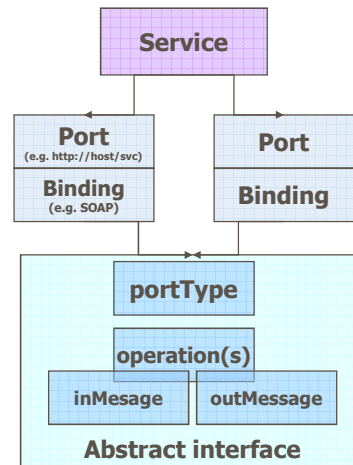 Service
Port
(e.g. http://host/svc)
Binding
(e.g. SOAP)
Port
Binding
portType
operation(s)
inMesage
outMessage
Abstract interface